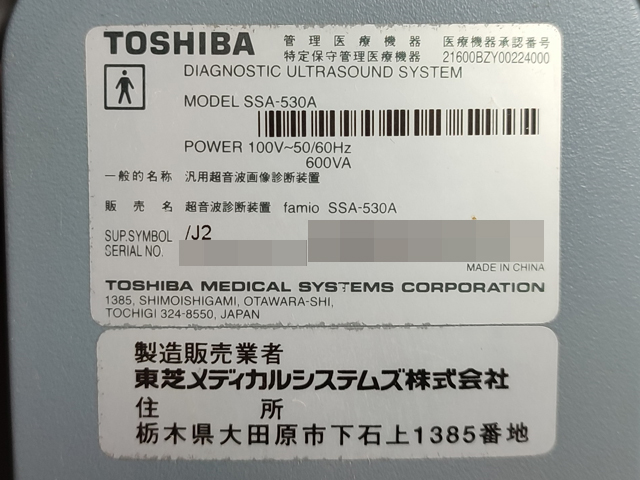 TOSHIBA 管理医療機器 医療機器承認番号
特定保守管理医療機器 21600BZY00224000
DIAGNOSTIC ULTRASOUND SYSTEM
MODEL SSA-530A
POWER 100V~50/60Hz
600VA
一般的名称 汎用超音波画像診断装置
販売名 超音波診断装置 famio SSA-530A
SUP.SYMBOL /J2
SERIAL NO.
MADE IN CHINA
TOSHIBA MEDICAL SYSTEMS CORPORATION
1385, SHIMOISHIGAMI, OTAWARA-SHI,
TOCHIGI 324-8550, JAPAN
製造販売業者
東芝メディカルシステムズ株式会社
住所
栃木県大田原市下石上1385番地